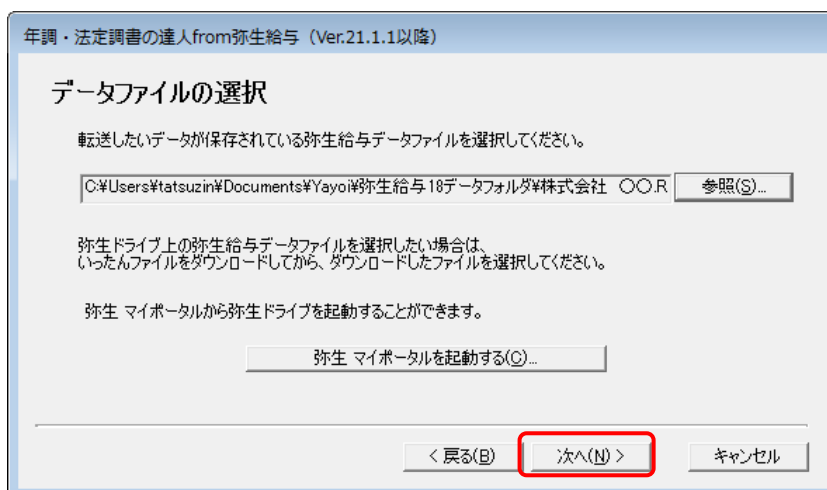 年調・法定調書の達人from弥生給与（Ver.21.1.1以降）
データファイルの選択
転送したいデータが保存されている弥生給与データファイルを選択してください。
C:¥Users¥tatsuzin¥Documents¥Yayoi¥弥生給与18データフォルダ¥株式会社　〇〇.R
参照(S)...
弥生ドライブ上の弥生給与データファイルを選択したい場合は、
いったんファイルをダウンロードしてから、ダウンロードしたファイルを選択してください。
弥生 マイポータルから弥生ドライブを起動することができます。
弥生 マイポータルを起動する(C)...
< 戻る(B)
次へ(N) >
キャンセル